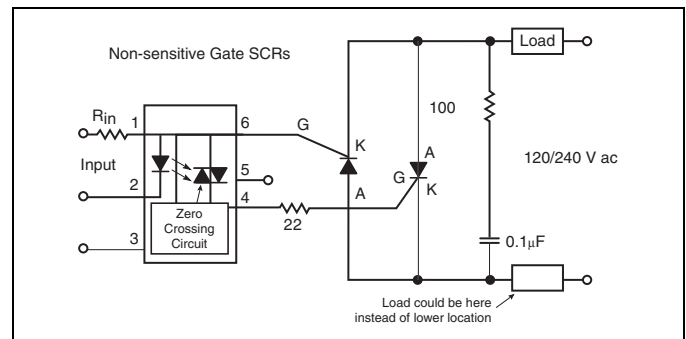 Non-sensitive Gate SCRs
Load
Rin
1
6
G
100
K
A
Input
5
G
K
120/240 V ac
2
4
A
Zero
Crossing
Circuit
22
3
0.1μF
Load could be here
instead of lower location